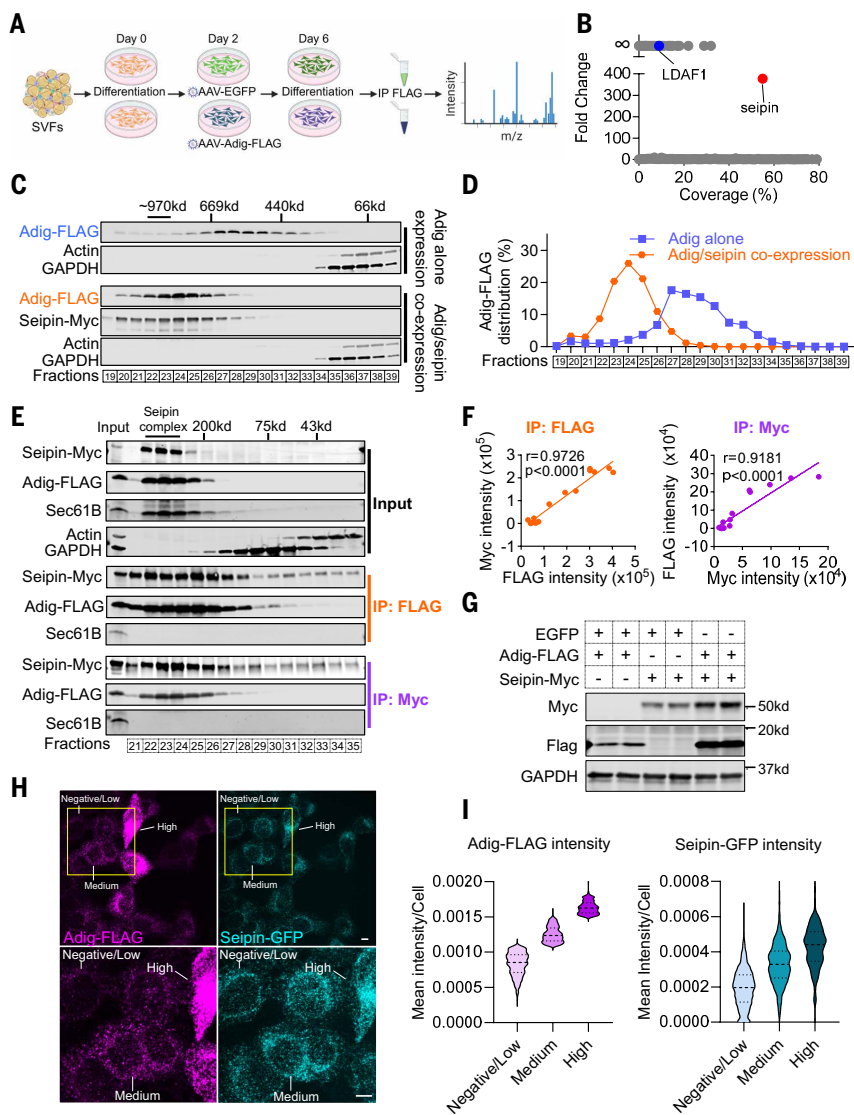 A
Day 0
Day 2
Day 6
Differentiation
AAV-EGFP
Differentiation
IP FLAG
SVFs
AAV-Adig-FLAG
Intensity
m/z
B
Fold Change
∞
400
300
200
100
0
LDAF1
seipin
0 20 40 60 80
Coverage (%)
C
~970kd 669kd 440kd 66kd
Adig-FLAG
Actin
GAPDH
Adig alone
expression
Adig-FLAG
Seipin-Myc
Actin
GAPDH
Adig/seipin
co-expression
Fractions 19 20 21 22 23 24 25 26 27 28 29 30 31 32 33 34 35 36 37 38 39
D
Adig alone
Adig/seipin co-expression
Adig-FLAG
distribution (%)
30
20
10
0
Fractions 19 20 21 22 23 24 25 26 27 28 29 30 31 32 33 34 35 36 37 38 39
E
Input
Seipin
complex
200kd 75kd 43kd
Seipin-Myc
Adig-FLAG
Sec61B
Actin
GAPDH
Input
Seipin-Myc
Adig-FLAG
Sec61B
IP: FLAG
Seipin-Myc
Adig-FLAG
Sec61B
IP: Myc
Fractions 21 22 23 24 25 26 27 28 29 30 31 32 33 34 35
F
IP: FLAG
Myc intensity (x10⁵)
3
2
1
0
-1
r=0.9726
p<0.0001
0 1 2 3 4 5
FLAG intensity (x10⁵)
IP: Myc
FLAG intensity (x10⁴)
40
30
20
10
0
-10
r=0.9181
p<0.0001
0 5 10 15 20
Myc intensity (x10⁴)
G
EGFP + + + + - -
Adig-FLAG + + - - + +
Seipin-Myc - - + + + +
Myc
50kd
20kd
Flag
37kd
GAPDH
H
Negative/Low
High
Medium
Adig-FLAG
Negative/Low
High
Medium
Seipin-GFP
Negative/Low
High
Medium
Negative/Low
High
Medium
I
Adig-FLAG intensity
Mean intensity/Cell
0.0020
0.0015
0.0010
0.0005
0.0000
Negative/Low
Medium
High
Seipin-GFP intensity
Mean Intensity/Cell
0.0008
0.0006
0.0004
0.0002
0.0000
Negative/Low
Medium
High